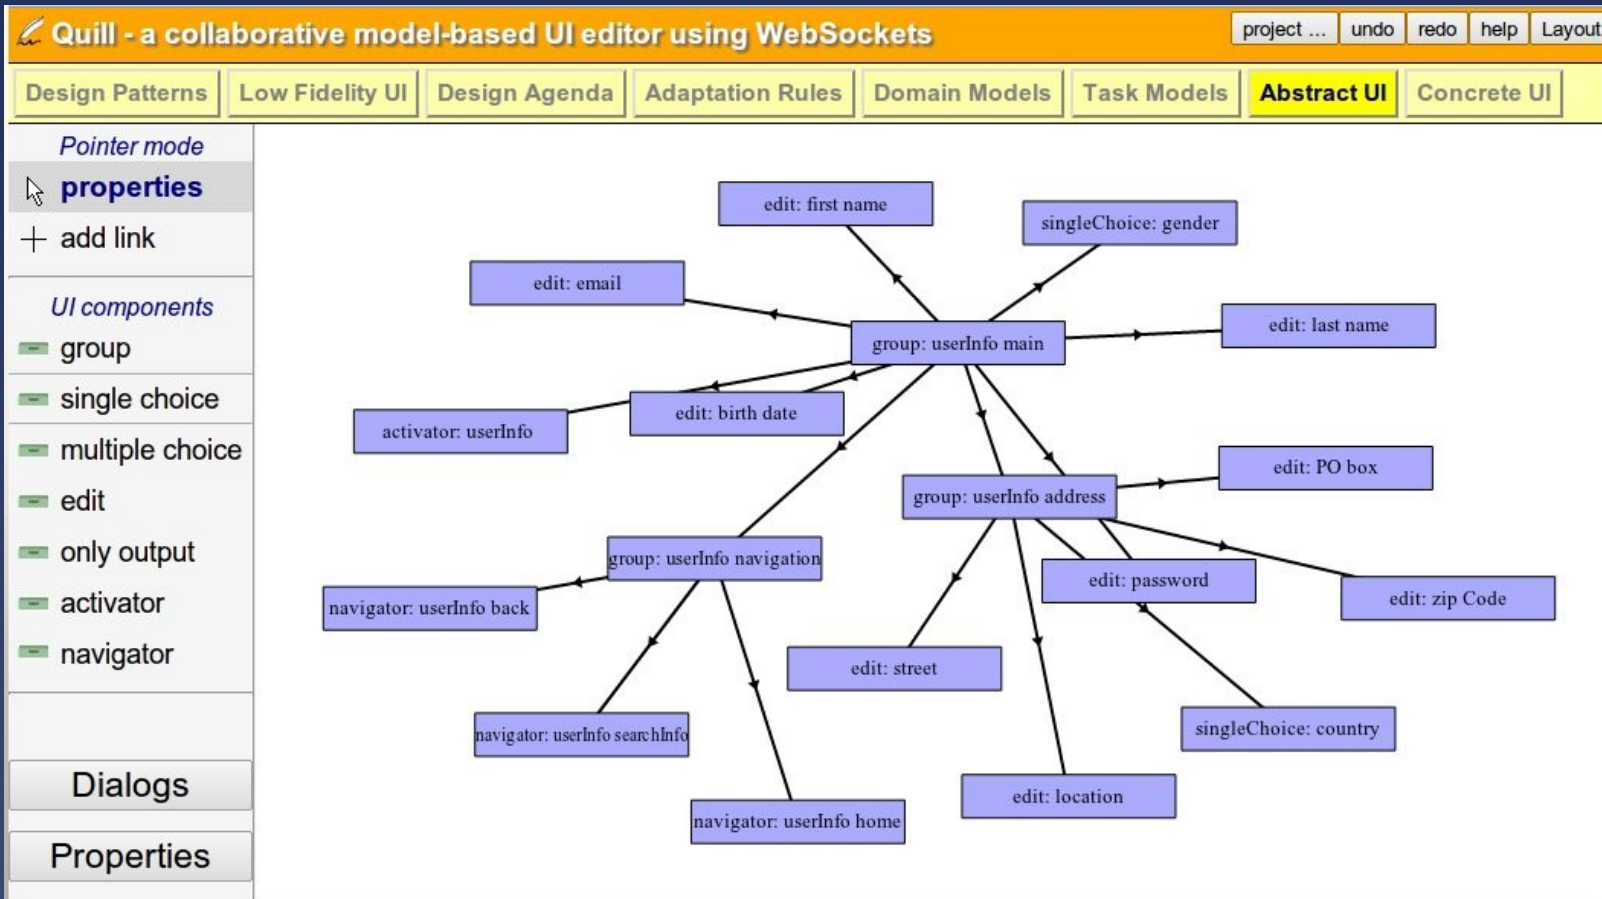 Quill - a collaborative model-based UI editor using WebSockets
project ... undo redo help Layout
Design Patterns Low Fidelity UI Design Agenda Adaptation Rules Domain Models Task Models Abstract UI Concrete UI
Pointer mode
properties
add link
UI components
group
single choice
multiple choice
edit
only output
activator
navigator
Dialogs
Properties
edit: first name
singleChoice: gender
edit: email
edit: last name
group: userInfo main
edit: birth date
activator: userInfo
edit: PO box
group: userInfo address
group: userInfo navigation
edit: password
edit: zip Code
navigator: userInfo back
edit: street
singleChoice: country
navigator: userInfo searchInfo
edit: location
navigator: userInfo home